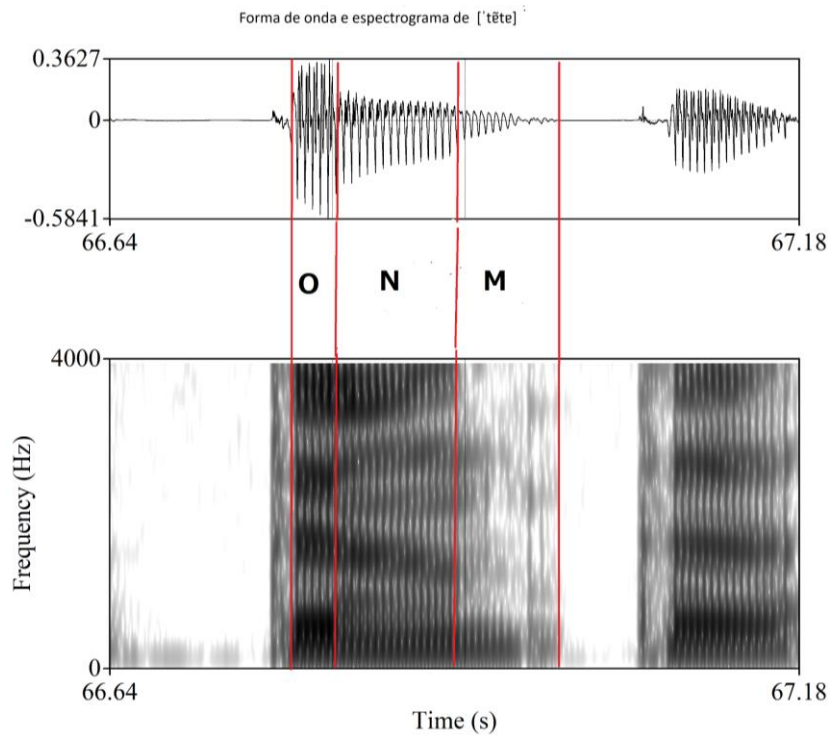 Forma de onda e espectrograma de [ˈtẽtɐ]
0.3627
0
-0.5841
66.64 67.18
O N M
4000
Frequency (Hz)
0
66.64 67.18
Time (s)